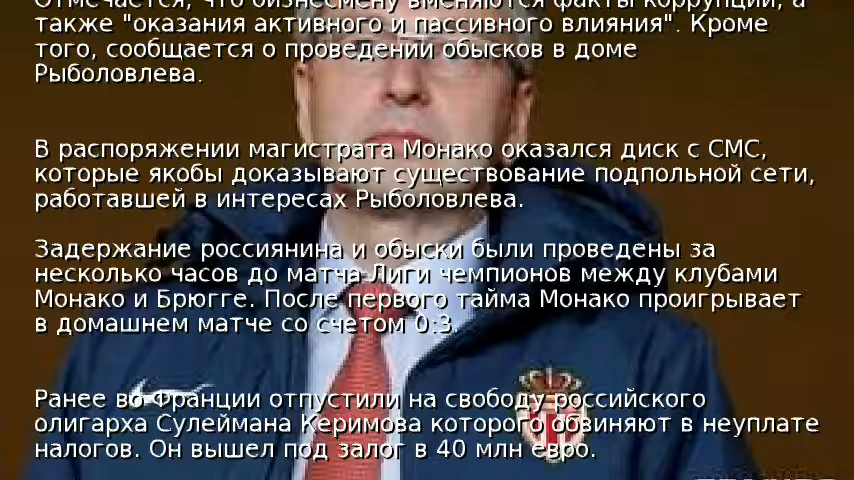 Отмечается, что бизнесмену вменяются факты коррупции, а
также "оказания активного и пассивного влияния". Кроме
того, сообщается о проведении обысков в доме
Рыболовлева.
В распоряжении магистрата Монако оказался диск с СМС,
которые якобы доказывают существование подпольной сети,
работавшей в интересах Рыболовлева.
Задержание россиянина и обыски были проведены за
несколько часов до матча Лиги чемпионов между клубами
Монако и Брюгге. После первого тайма Монако проигрывает
в домашнем матче со счетом 0:3.
Ранее во Франции отпустили на свободу российского
олигарха Сулеймана Керимова которого обвиняют в неуплате
налогов. Он вышел под залог в 40 млн евро.